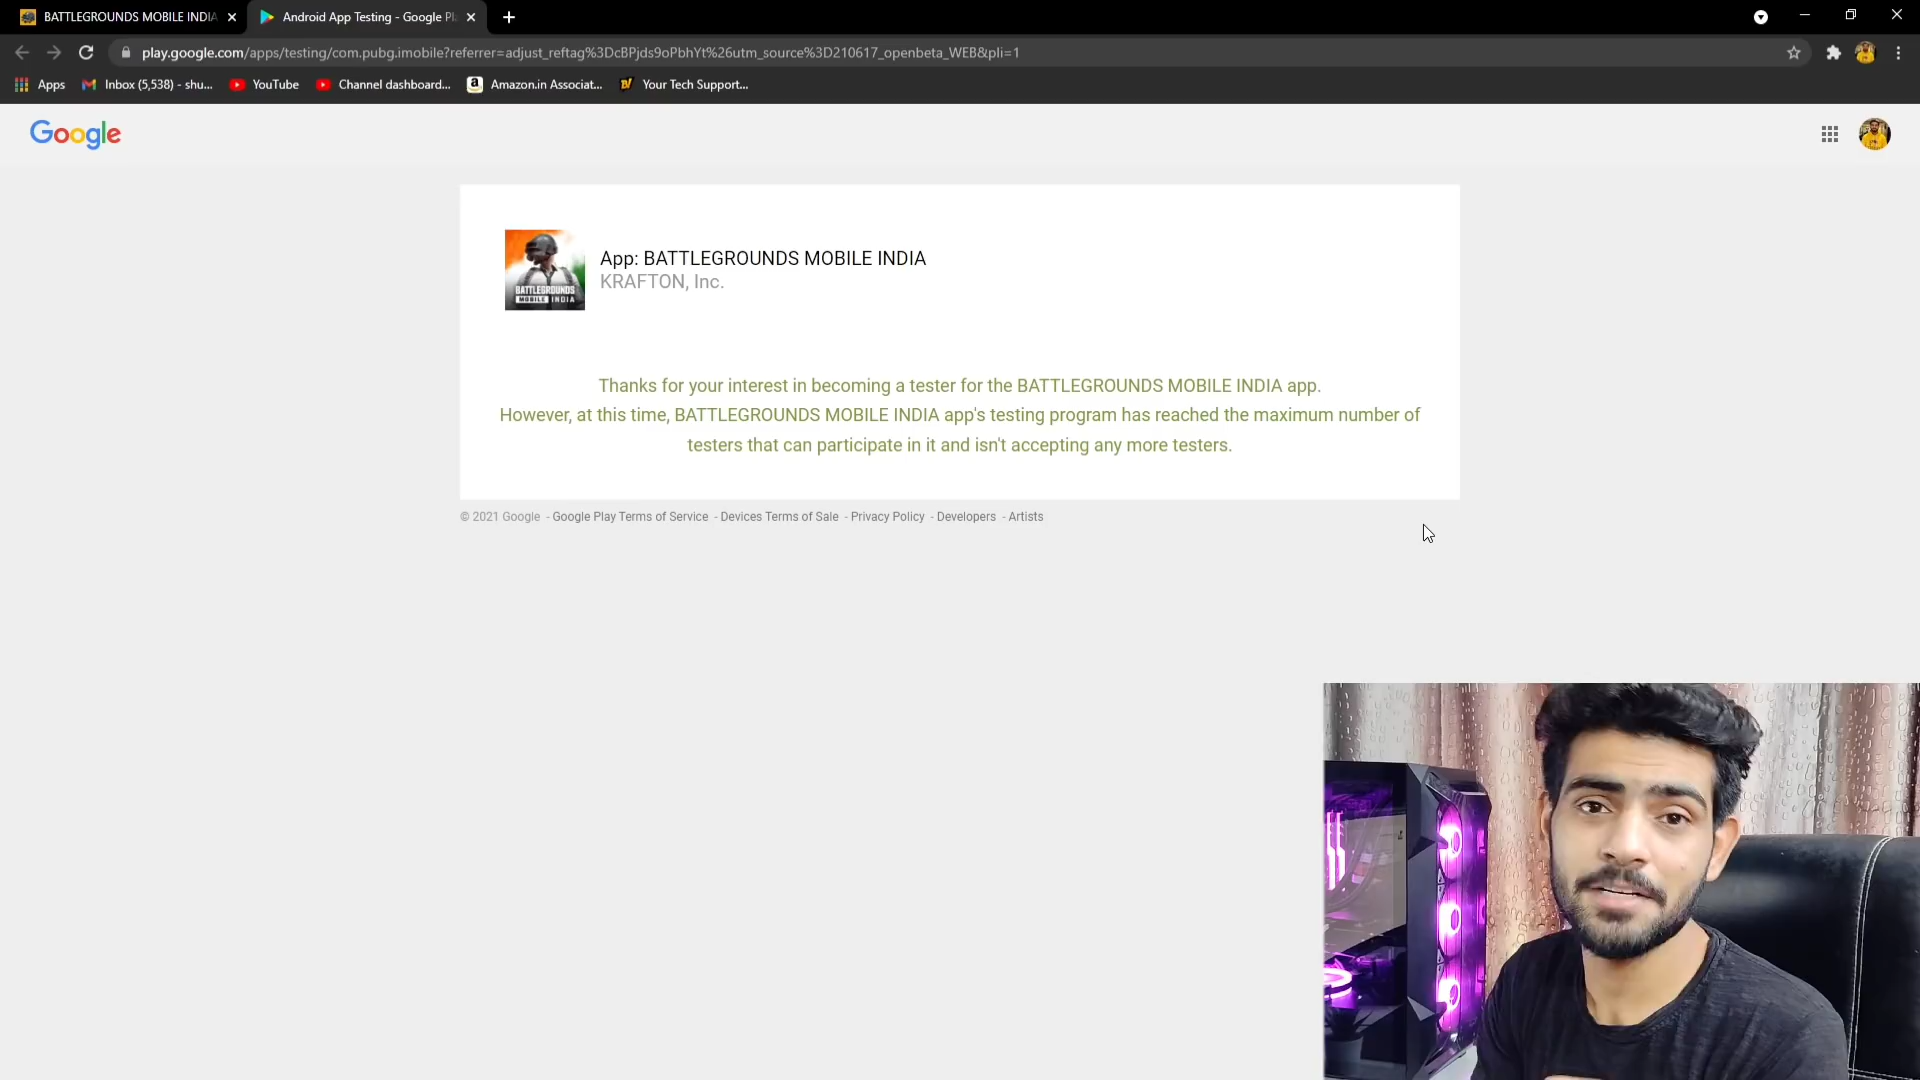 BATTLEGROUNDS MOBILE INDIA
Android App Testing - Google Pl
play.google.com/apps/testing/com.pubg.imobile?referrer=adjust_reftag%3DcBPjds9oPbhYt%26utm_source%3D210617_openbeta_WEB&pli=1
Apps
Inbox (5,538) - shu...
YouTube
Channel dashboard...
Amazon.in Associat...
Your Tech Support...
Google
App: BATTLEGROUNDS MOBILE INDIA
KRAFTON, Inc.
BATTLEGROUNDS
MOBILE INDIA
Thanks for your interest in becoming a tester for the BATTLEGROUNDS MOBILE INDIA app.
However, at this time, BATTLEGROUNDS MOBILE INDIA app's testing program has reached the maximum number of
testers that can participate in it and isn't accepting any more testers.
© 2021 Google - Google Play Terms of Service - Devices Terms of Sale - Privacy Policy - Developers - Artists